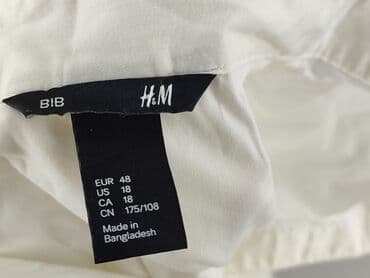 BIB H&M
EUR 48
US 18
CA 18
CN 175/108
Made in
Bangladesh